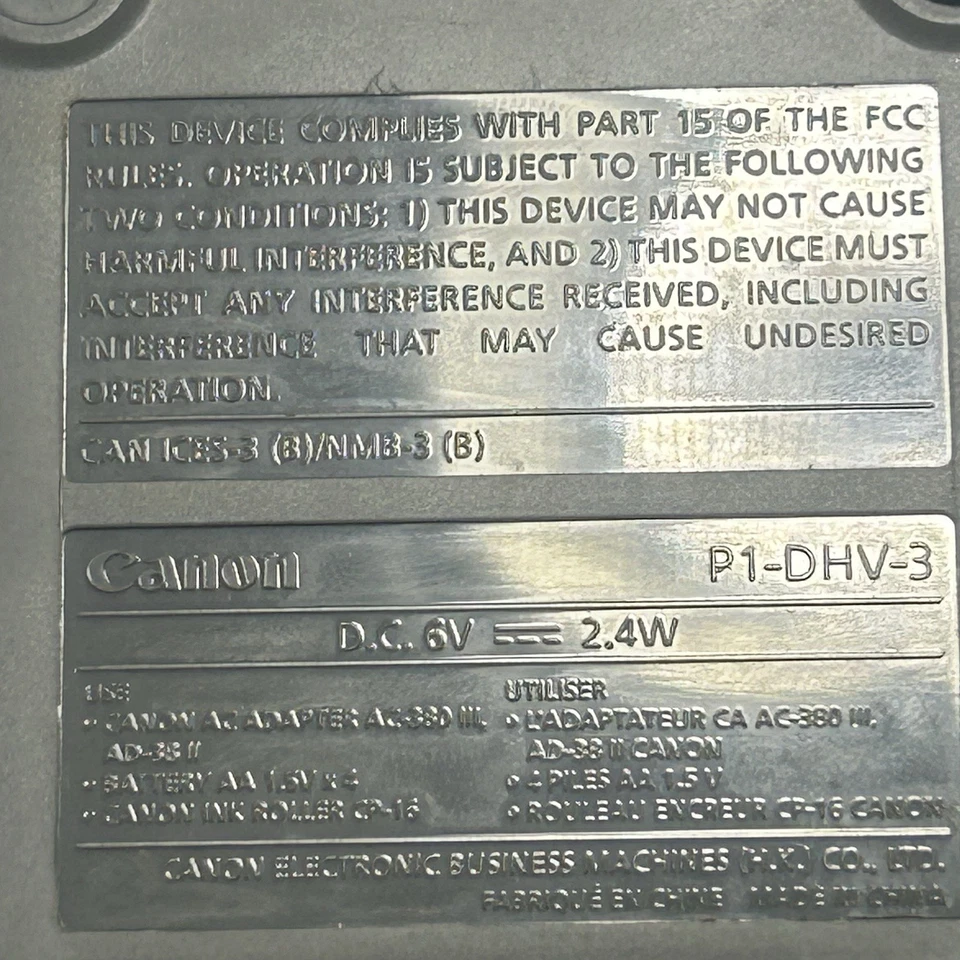 THIS DEVICE COMPLIES WITH PART 15 OF THE FCC
RULES. OPERATION IS SUBJECT TO THE FOLLOWING
TWO CONDITIONS: 1) THIS DEVICE MAY NOT CAUSE
HARMFUL INTERFERENCE, AND 2) THIS DEVICE MUST
ACCEPT ANY INTERFERENCE RECEIVED, INCLUDING
INTERFERENCE THAT MAY CAUSE UNDESIRED
OPERATION.
CAN ICES-3 (B)/NMB-3 (B)
Canon P1-DHV-3
D.C. 6V ⎓ 2.4W
USE
• CANON AC ADAPTER AC-380 III,
AD-38 II
• BATTERY AA 1.5V x 4
• CANON INK ROLLER CP-16
UTILISER
• L'ADAPTATEUR CA AC-380 III,
AD-38 II CANON
• 4 PILES AA 1.5 V
• ROULEAU ENCREUR CP-16 CANON
CANON ELECTRONIC BUSINESS MACHINES (H.K.) CO., LTD.
FABRIQUÉ EN CHINE MADE IN CHINA